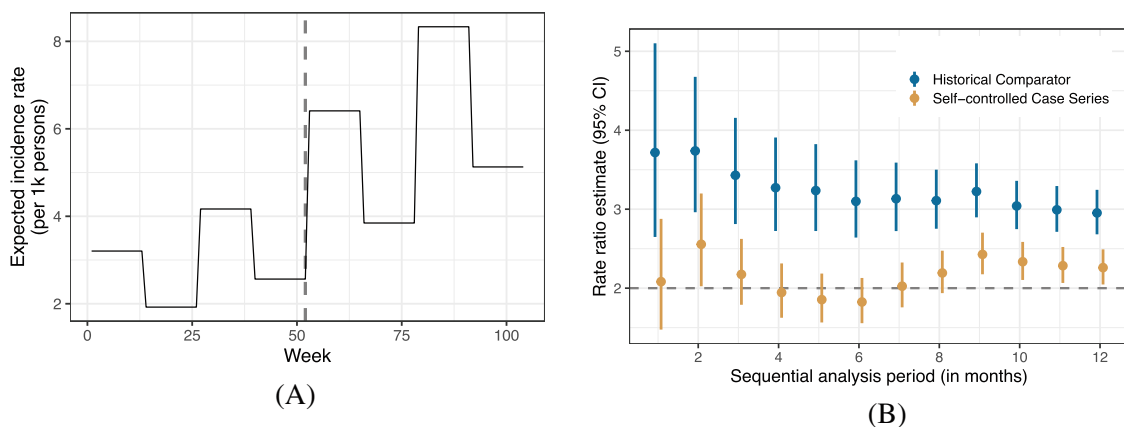 Expected incidence rate
(per 1k persons)
8
6
4
2
0
25
50
75
100
Week
(A)
Rate ratio estimate (95% CI)
5
4
3
2
Historical Comparator
Self−controlled Case Series
2
4
6
8
10
12
Sequential analysis period (in months)
(B)